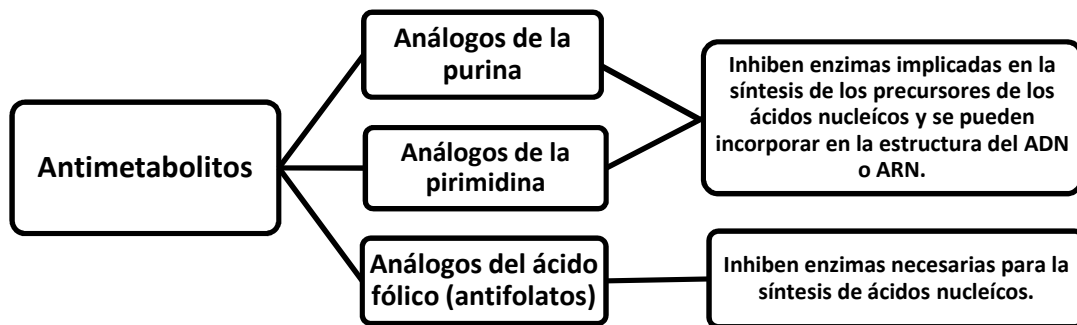 Antimetabolitos
Análogos de la
purina
Análogos de la
pirimidina
Análogos del ácido
fólico (antifolatos)
Inhiben enzimas implicadas en la
síntesis de los precursores de los
ácidos nucleícos y se pueden
incorporar en la estructura del ADN
o ARN.
Inhiben enzimas necesarias para la
síntesis de ácidos nucleícos.